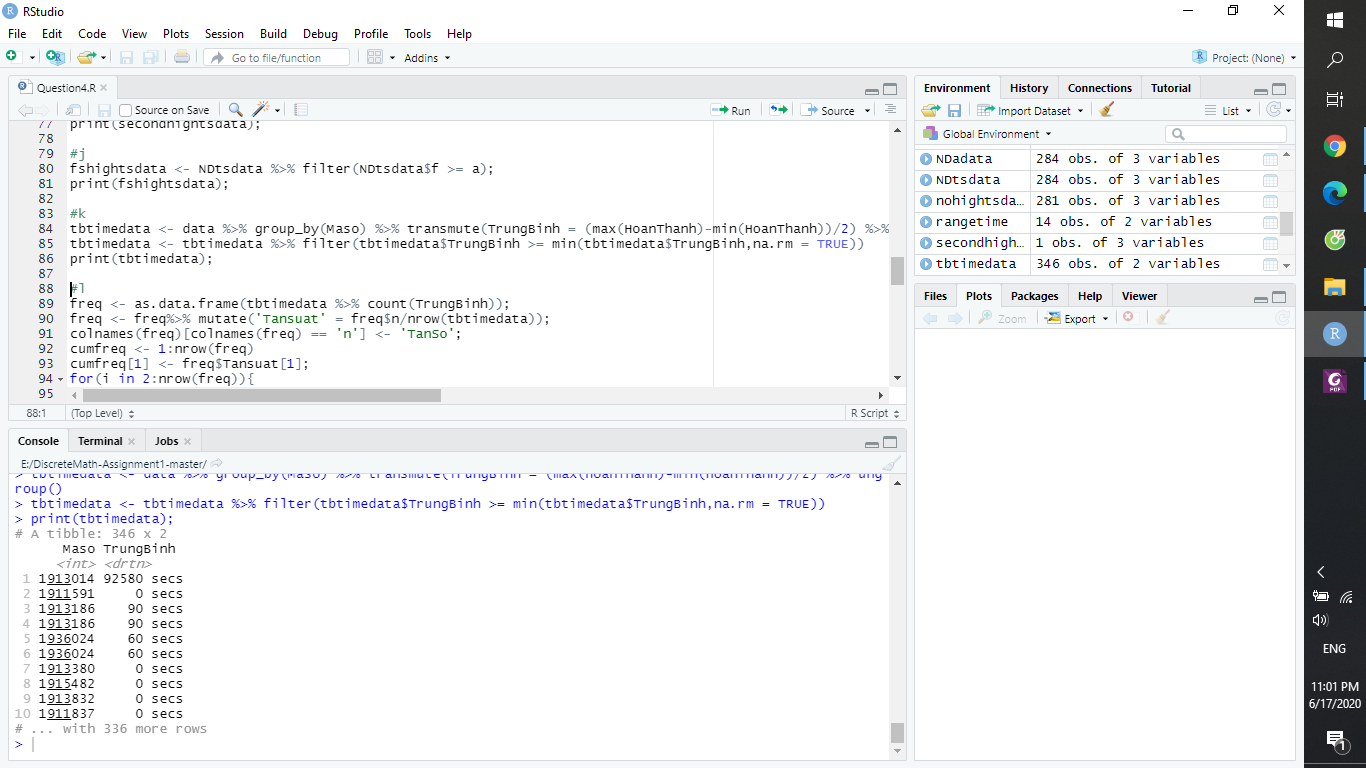 RStudio
File Edit Code View Plots Session Build Debug Profile Tools Help
Go to file/function Addins Project: (None)
Question4.R
Source on Save Run Source
77 print(secondhightsdata);
78
79 #j
80 fshightsdata <- NDtsdata %>% filter(NDtsdata$f >= a);
81 print(fshightsdata);
82
83 #k
84 tbtimedata <- data %>% group_by(Maso) %>% transmute(TrungBinh = (max(HoanThanh)-min(HoanThanh))/2) %>%
85 tbtimedata <- tbtimedata %>% filter(tbtimedata$TrungBinh >= min(tbtimedata$TrungBinh,na.rm = TRUE))
86 print(tbtimedata);
87
88 #l
89 freq <- as.data.frame(tbtimedata %>% count(TrungBinh));
90 freq <- freq%>% mutate('Tansuat' = freq$n/nrow(tbtimedata));
91 colnames(freq)[colnames(freq) == 'n'] <- 'TanSo';
92 cumfreq <- 1:nrow(freq)
93 cumfreq[1] <- freq$Tansuat[1];
94 for(i in 2:nrow(freq)){
95
88:1 (Top Level) R Script
Console Terminal Jobs
E:/DiscreteMath-Assignment1-master/
> tbtimedata <- data %>% group_by(Maso) %>% transmute(TrungBinh = (max(HoanThanh)-min(HoanThanh))/2) %>% ung
roup()
> tbtimedata <- tbtimedata %>% filter(tbtimedata$TrungBinh >= min(tbtimedata$TrungBinh,na.rm = TRUE))
> print(tbtimedata);
# A tibble: 346 x 2
Maso TrungBinh
<int> <drtn>
1 1913014 92580 secs
2 1911591 0 secs
3 1913186 90 secs
4 1913186 90 secs
5 1936024 60 secs
6 1936024 60 secs
7 1913380 0 secs
8 1915482 0 secs
9 1913832 0 secs
10 1911837 0 secs
# ... with 336 more rows
>
Environment History Connections Tutorial
Import Dataset List
Global Environment
NDadata 284 obs. of 3 variables
NDtsdata 284 obs. of 3 variables
nohightsda... 281 obs. of 3 variables
rangetime 14 obs. of 2 variables
secondhigh... 1 obs. of 3 variables
tbtimedata 346 obs. of 2 variables
Files Plots Packages Help Viewer
Zoom Export
R
PDF
ENG
11:01 PM
6/17/2020
1